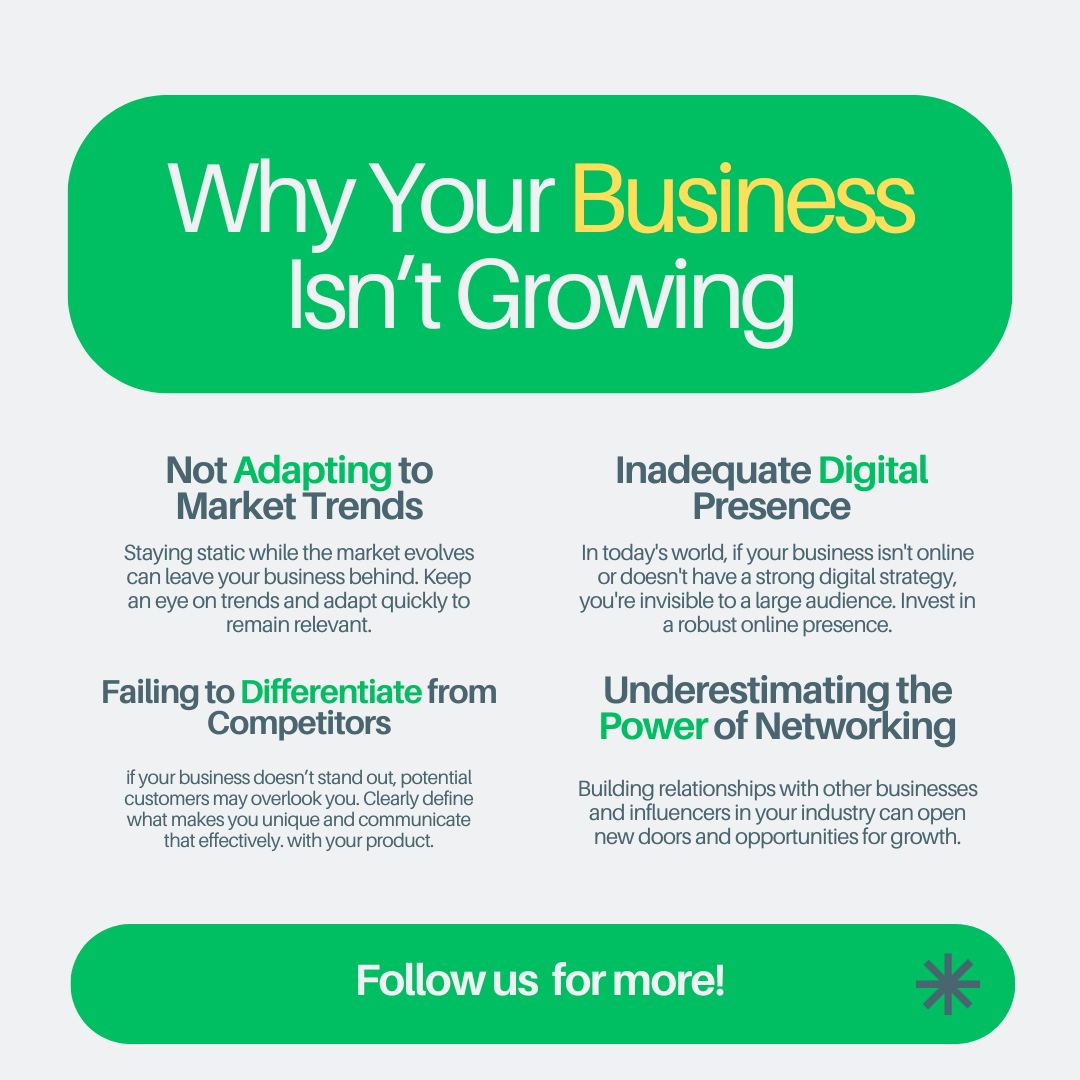 Why Your Business
Isn’t Growing
Not Adapting to
Market Trends
Staying static while the market evolves
can leave your business behind. Keep
an eye on trends and adapt quickly to
remain relevant.
Inadequate Digital
Presence
In today's world, if your business isn't online
or doesn't have a strong digital strategy,
you're invisible to a large audience. Invest in
a robust online presence.
Failing to Differentiate from
Competitors
if your business doesn’t stand out, potential
customers may overlook you. Clearly define
what makes you unique and communicate
that effectively. with your product.
Underestimating the
Power of Networking
Building relationships with other businesses
and influencers in your industry can open
new doors and opportunities for growth.
Follow us for more!